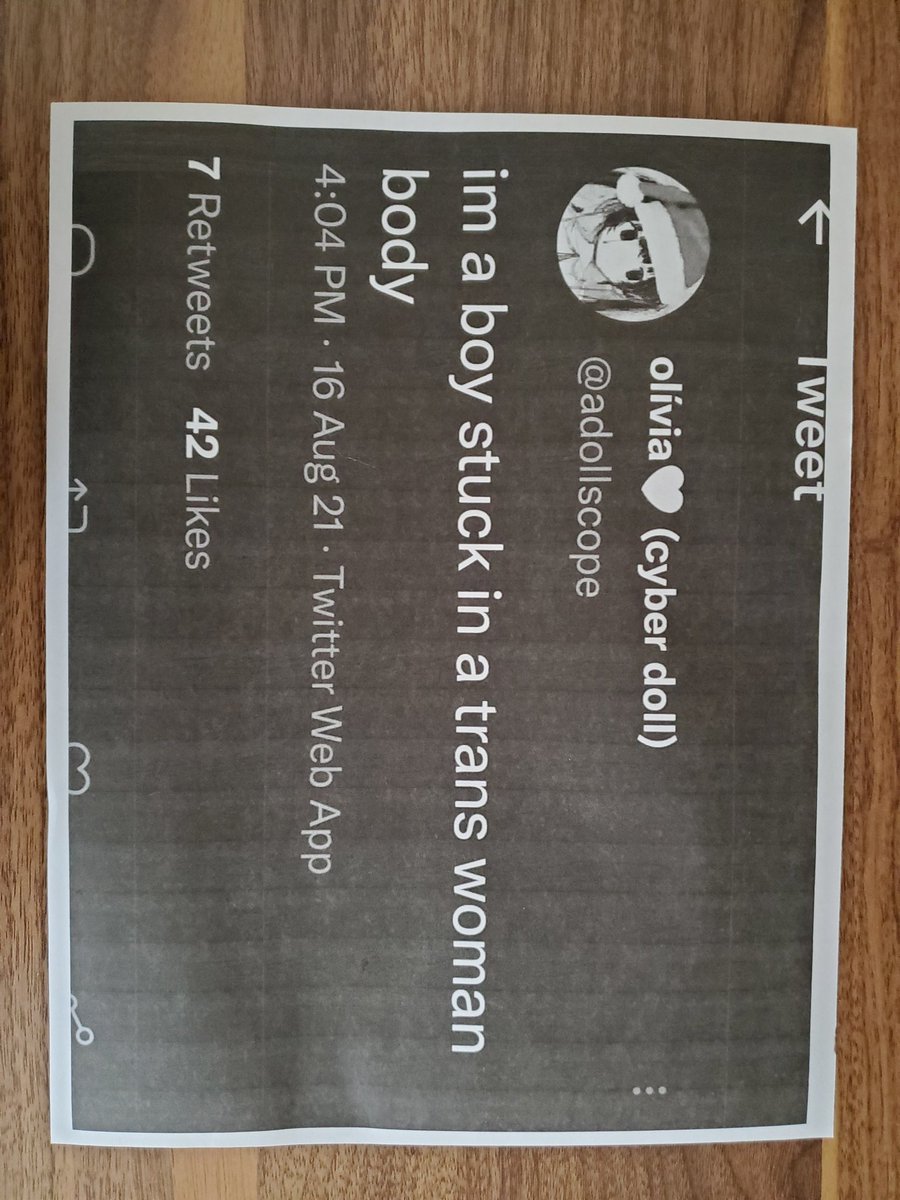 Tweet
olívia🤍 (cyber doll)
@adollscope
im a boy stuck in a trans woman
body
4:04 PM · 16 Aug 21 · Twitter Web App
7 Retweets 42 Likes